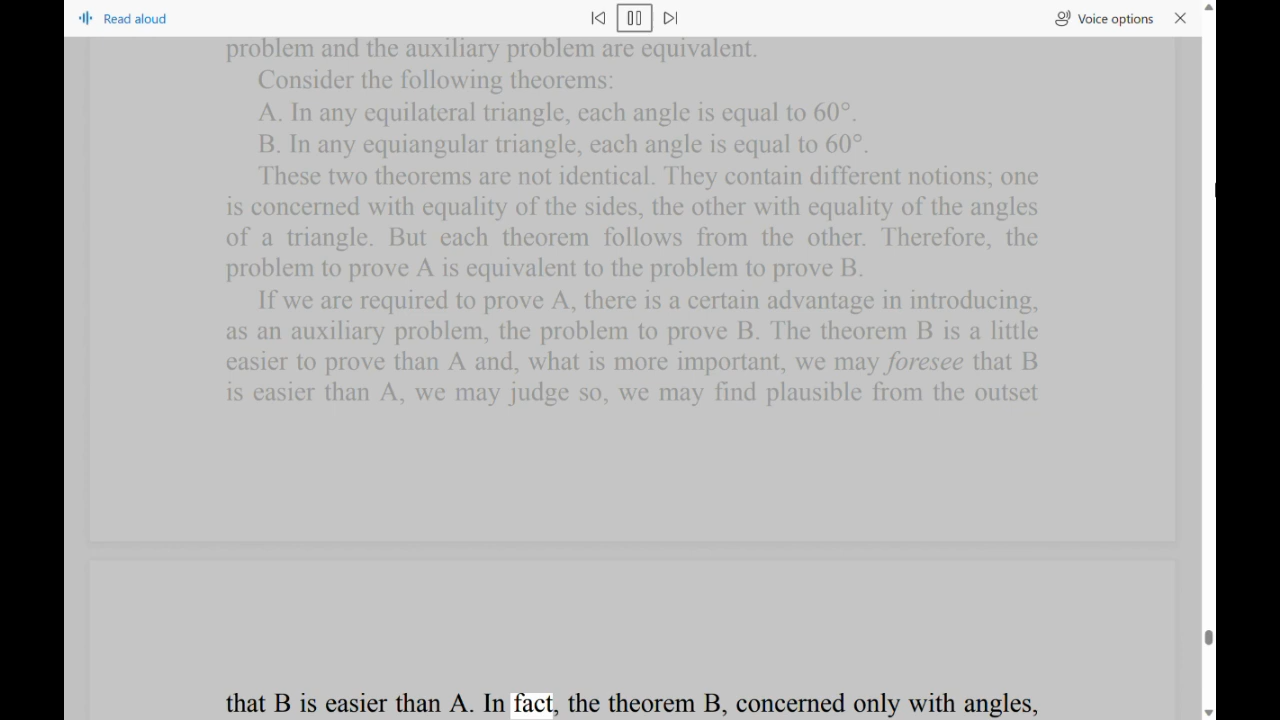 Read aloud
Voice options
problem and the auxiliary problem are equivalent.
Consider the following theorems:
A. In any equilateral triangle, each angle is equal to 60°.
B. In any equiangular triangle, each angle is equal to 60°.
These two theorems are not identical. They contain different notions; one
is concerned with equality of the sides, the other with equality of the angles
of a triangle. But each theorem follows from the other. Therefore, the
problem to prove A is equivalent to the problem to prove B.
If we are required to prove A, there is a certain advantage in introducing,
as an auxiliary problem, the problem to prove B. The theorem B is a little
easier to prove than A and, what is more important, we may foresee that B
is easier than A, we may judge so, we may find plausible from the outset
that B is easier than A. In fact, the theorem B, concerned only with angles,